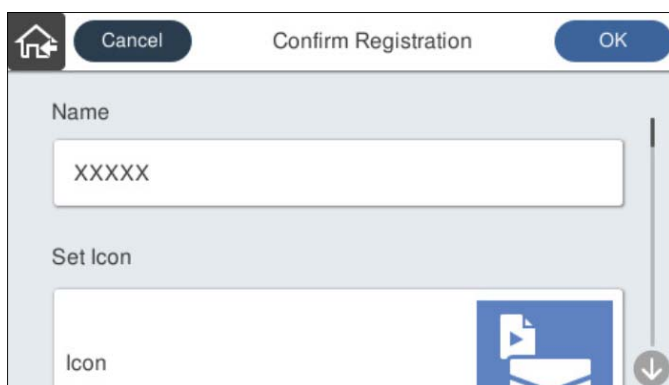 Cancel Confirm Registration OK
Name
XXXXX
Set Icon
Icon